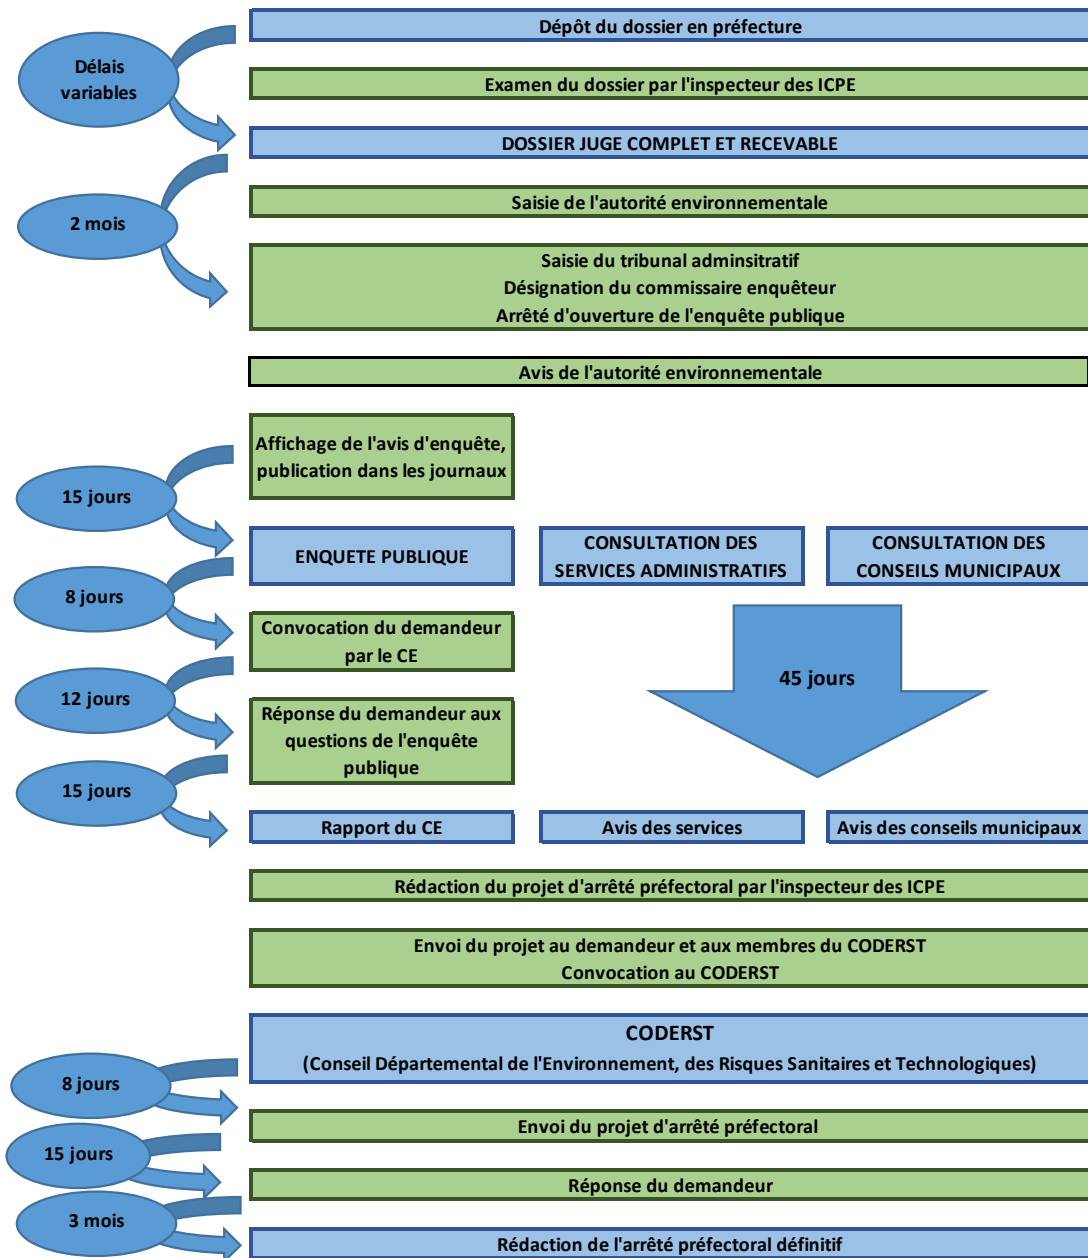 Dépôt du dossier en préfecture
Délais
variables
Examen du dossier par l'inspecteur des ICPE
DOSSIER JUGE COMPLET ET RECEVABLE
2 mois
Saisie de l'autorité environnementale
Saisie du tribunal adminsitratif
Désignation du commissaire enquêteur
Arrêté d'ouverture de l'enquête publique
Avis de l'autorité environnementale
Affichage de l'avis d'enquête,
publication dans les journaux
15 jours
ENQUETE PUBLIQUE
CONSULTATION DES
SERVICES ADMINISTRATIFS
CONSULTATION DES
CONSEILS MUNICIPAUX
8 jours
Convocation du demandeur
par le CE
45 jours
12 jours
Réponse du demandeur aux
questions de l'enquête
publique
15 jours
Rapport du CE
Avis des services
Avis des conseils municipaux
Rédaction du projet d'arrêté préfectoral par l'inspecteur des ICPE
Envoi du projet au demandeur et aux membres du CODERST
Convocation au CODERST
CODERST
(Conseil Départemental de l'Environnement, des Risques Sanitaires et Technologiques)
8 jours
Envoi du projet d'arrêté préfectoral
15 jours
Réponse du demandeur
3 mois
Rédaction de l'arrêté préfectoral définitif